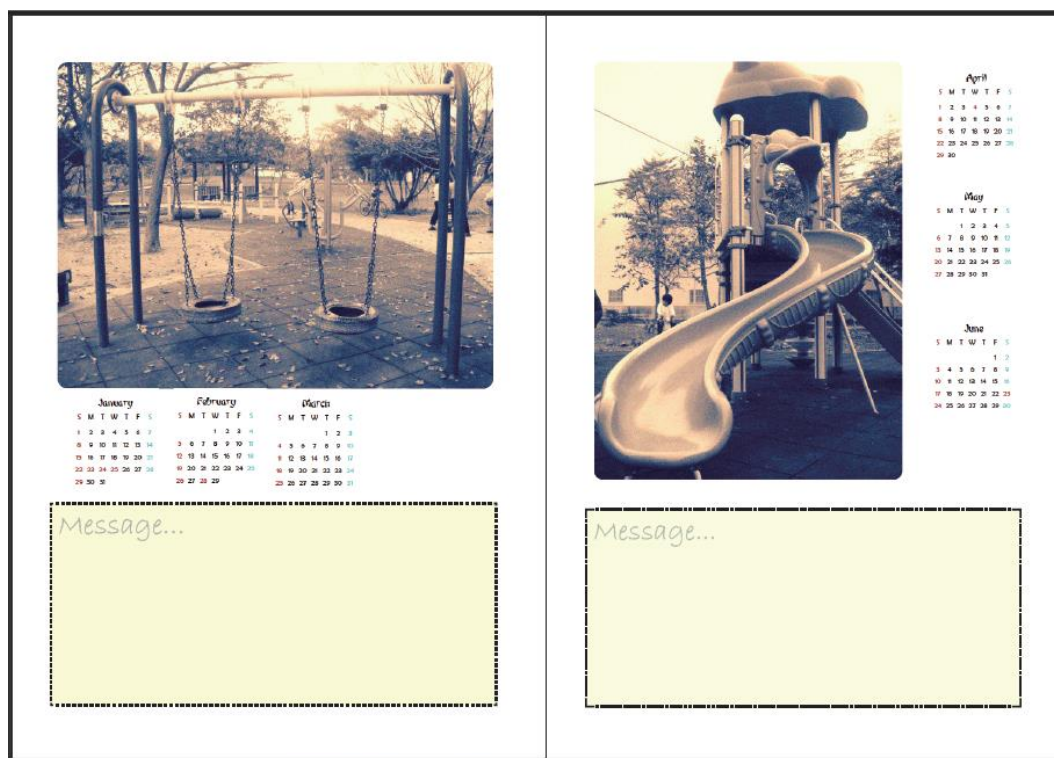 January
S M T W T F S
1 2 3 4 5 6 7
8 9 10 11 12 13 14
15 16 17 18 19 20 21
22 23 24 25 26 27 28
29 30 31
February
S M T W T F S
1 2 3 4
5 6 7 8 9 10 11
12 13 14 15 16 17 18
19 20 21 22 23 24 25
26 27 28 29
March
S M T W T F S
1 2 3
4 5 6 7 8 9 10
11 12 13 14 15 16 17
18 19 20 21 22 23 24
25 26 27 28 29 30 31
Message...
April
S M T W T F S
1 2 3 4 5 6 7
8 9 10 11 12 13 14
15 16 17 18 19 20 21
22 23 24 25 26 27 28
29 30
May
S M T W T F S
1 2 3 4 5
6 7 8 9 10 11 12
13 14 15 16 17 18 19
20 21 22 23 24 25 26
27 28 29 30 31
June
S M T W T F S
1 2
3 4 5 6 7 8 9
10 11 12 13 14 15 16
17 18 19 20 21 22 23
24 25 26 27 28 29 30
Message...